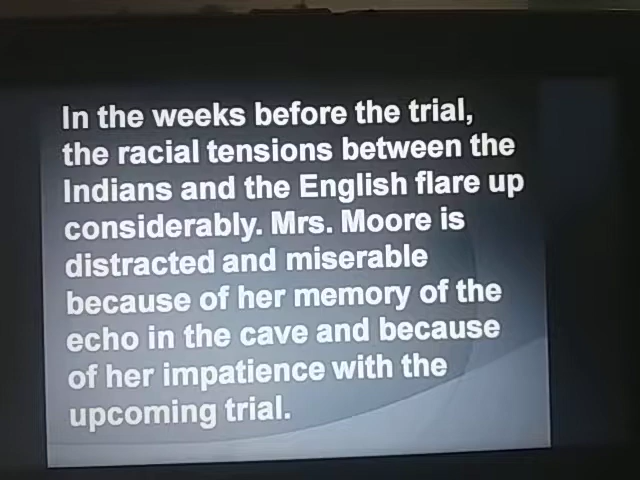 In the weeks before the trial,
the racial tensions between the
Indians and the English flare up
considerably. Mrs. Moore is
distracted and miserable
because of her memory of the
echo in the cave and because
of her impatience with the
upcoming trial.